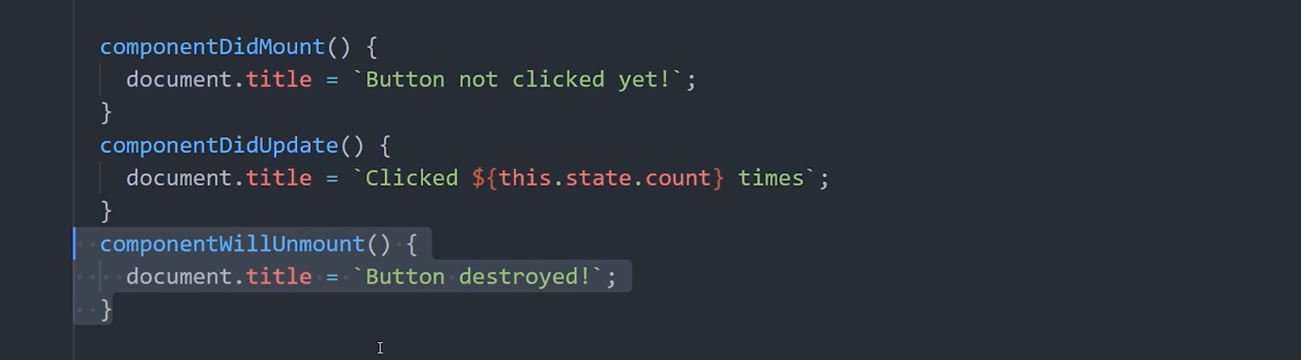 componentDidMount() {
document.title = `Button not clicked yet!`;
}
componentDidUpdate() {
document.title = `Clicked ${this.state.count} times`;
}
componentWillUnmount() {
document.title = `Button destroyed!`;
}